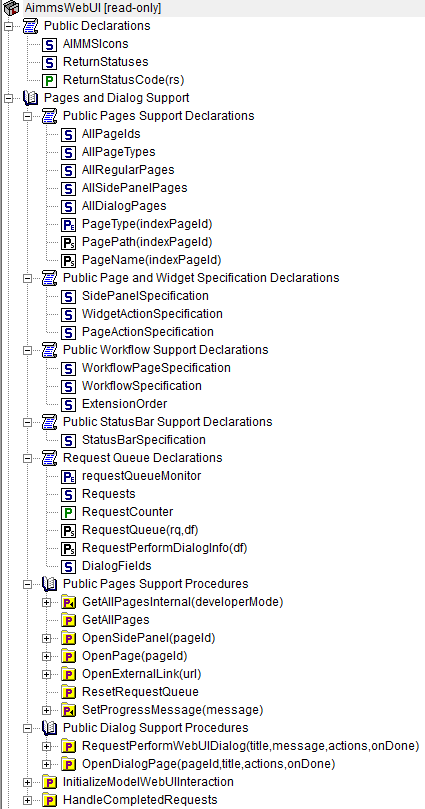 AimmsWebUI [read-only]
Public Declarations
AIMMSIcons
ReturnStatuses
ReturnStatusCode(rs)
Pages and Dialog Support
Public Pages Support Declarations
AllPageIds
AllPageTypes
AllRegularPages
AllSidePanelPages
AllDialogPages
PageType(indexPageId)
PagePath(indexPageId)
PageName(indexPageId)
Public Page and Widget Specification Declarations
SidePanelSpecification
WidgetActionSpecification
PageActionSpecification
Public Workflow Support Declarations
WorkflowPageSpecification
WorkflowSpecification
ExtensionOrder
Public StatusBar Support Declarations
StatusBarSpecification
Request Queue Declarations
requestQueueMonitor
Requests
RequestCounter
RequestQueue(rq,df)
RequestPerformDialogInfo(df)
DialogFields
Public Pages Support Procedures
GetAllPagesInternal(developerMode)
GetAllPages
OpenSidePanel(pageId)
OpenPage(pageId)
OpenExternalLink(url)
ResetRequestQueue
SetProgressMessage(message)
Public Dialog Support Procedures
RequestPerformWebUIDialog(title,message,actions,onDone)
OpenDialogPage(pageId,title,actions,onDone)
InitializeModelWebUIInteraction
HandleCompletedRequests